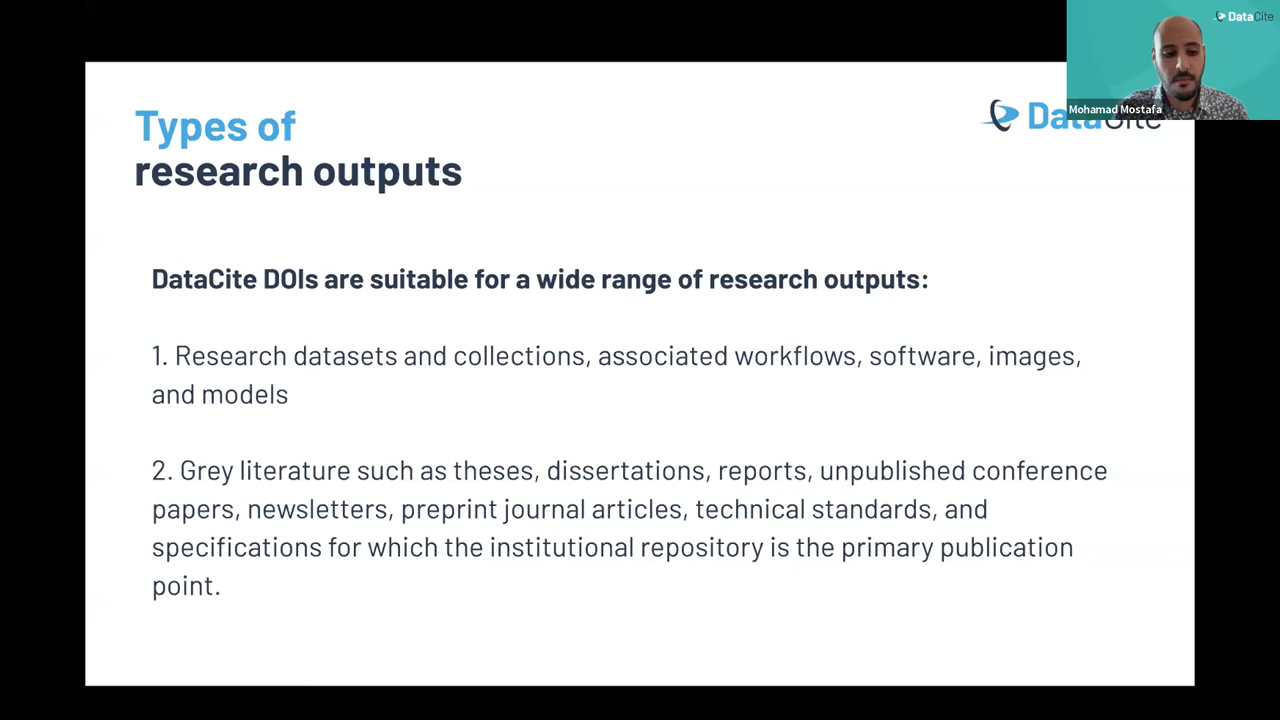 DataCite
Mohamad Mostafa
Types of
research outputs
DataCite
DataCite DOIs are suitable for a wide range of research outputs:
1. Research datasets and collections, associated workflows, software, images,
and models
2. Grey literature such as theses, dissertations, reports, unpublished conference
papers, newsletters, preprint journal articles, technical standards, and
specifications for which the institutional repository is the primary publication
point.